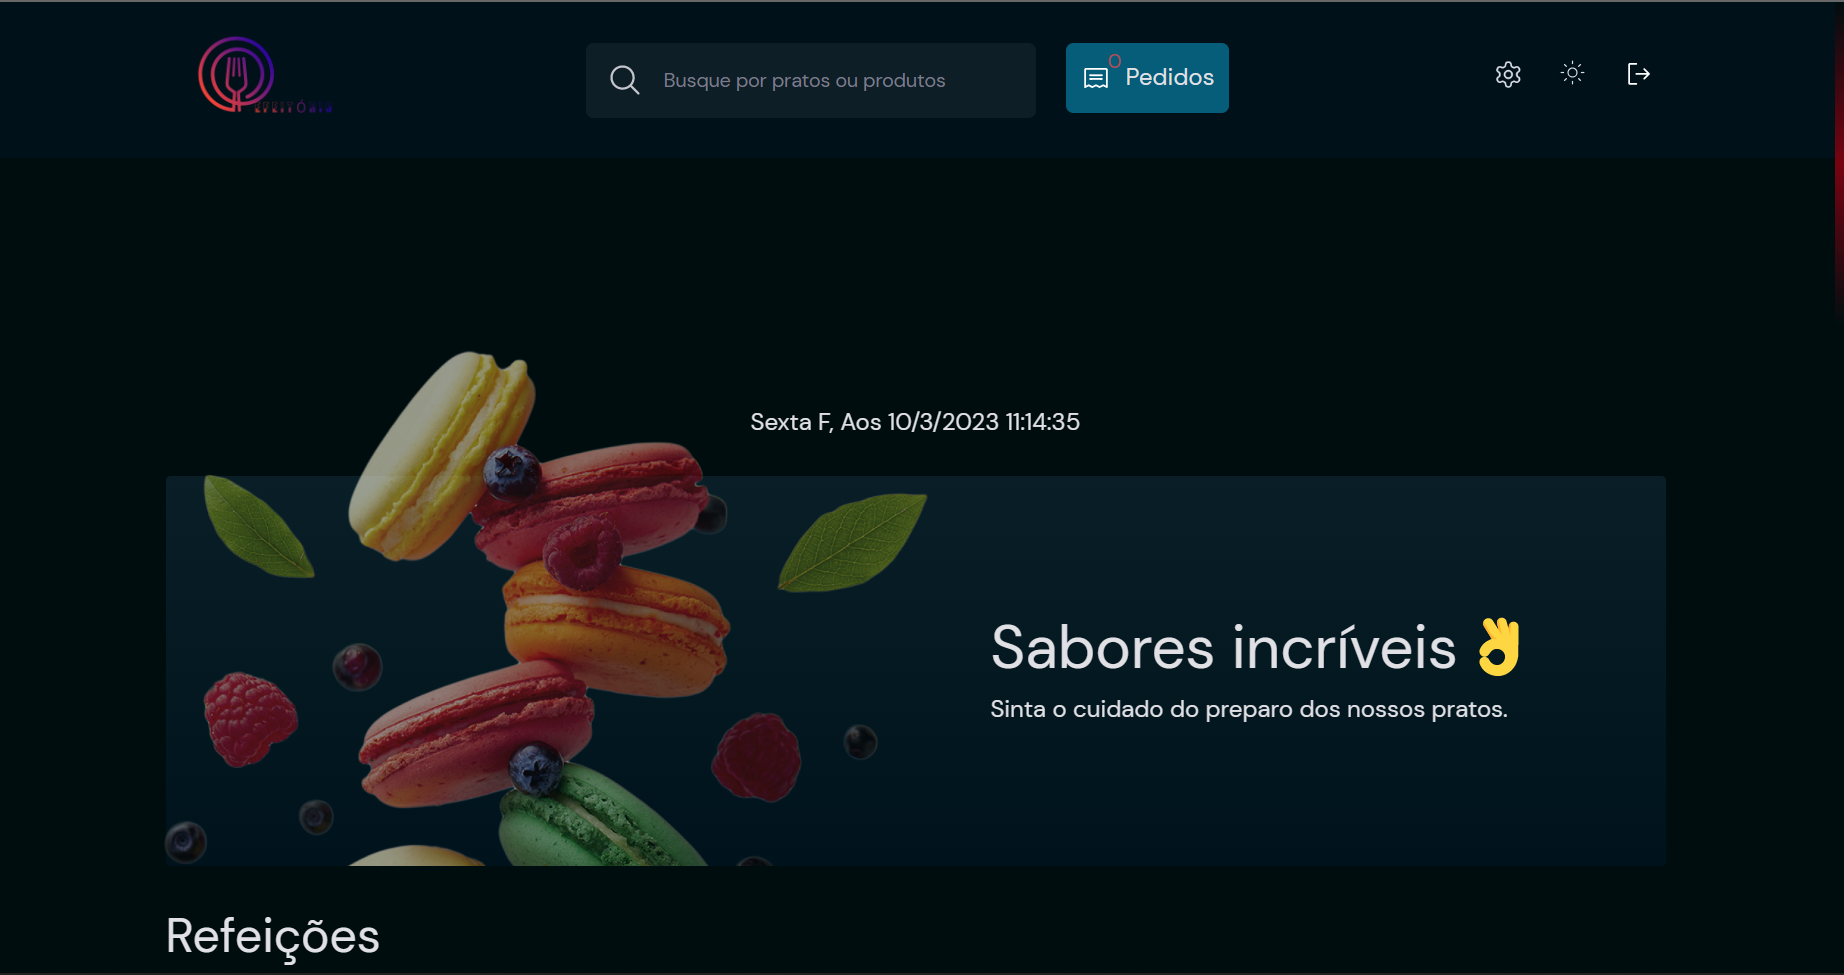 Busque por pratos ou produtos
0
Pedidos
Sexta F, Aos 10/3/2023 11:14:35
Sabores incríveis 👌
Sinta o cuidado do preparo dos nossos pratos.
Refeições